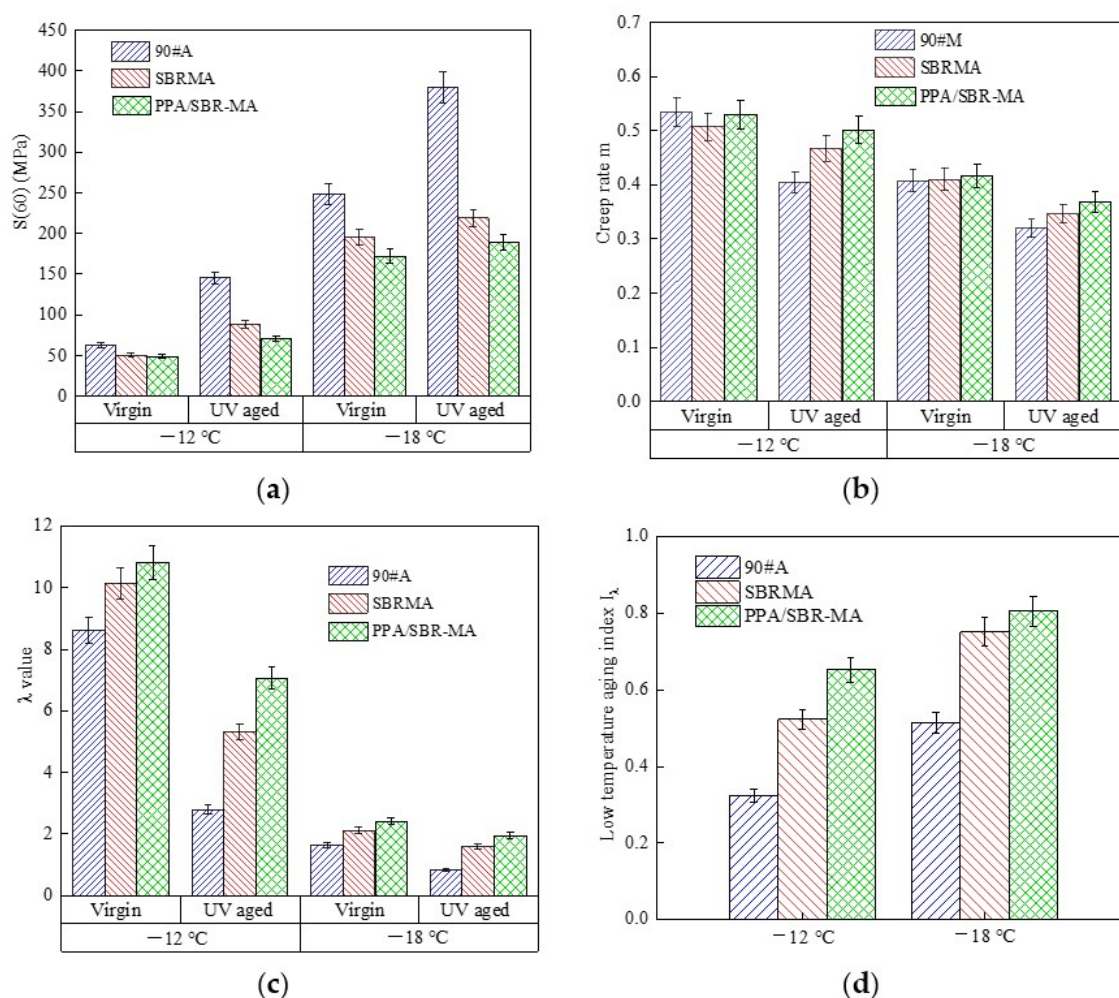 450
400
350
300
250
200
150
100
50
0
S(60) (MPa)
90#A
SBRMA
PPA/SBR-MA
Virgin UV aged Virgin UV aged
−12 °C −18 °C
(a)
0.7
0.6
0.5
0.4
0.3
0.2
0.1
0.0
Creep rate m
90#M
SBRMA
PPA/SBR-MA
Virgin UV aged Virgin UV aged
−12 °C −18 °C
(b)
12
10
8
6
4
2
0
λ value
90#A
SBRMA
PPA/SBR-MA
Virgin UV aged Virgin UV aged
−12 °C −18 °C
(c)
1.0
0.8
0.6
0.4
0.2
0.0
Low temperature aging index Iλ
90#A
SBRMA
PPA/SBR-MA
−12 °C −18 °C
(d)